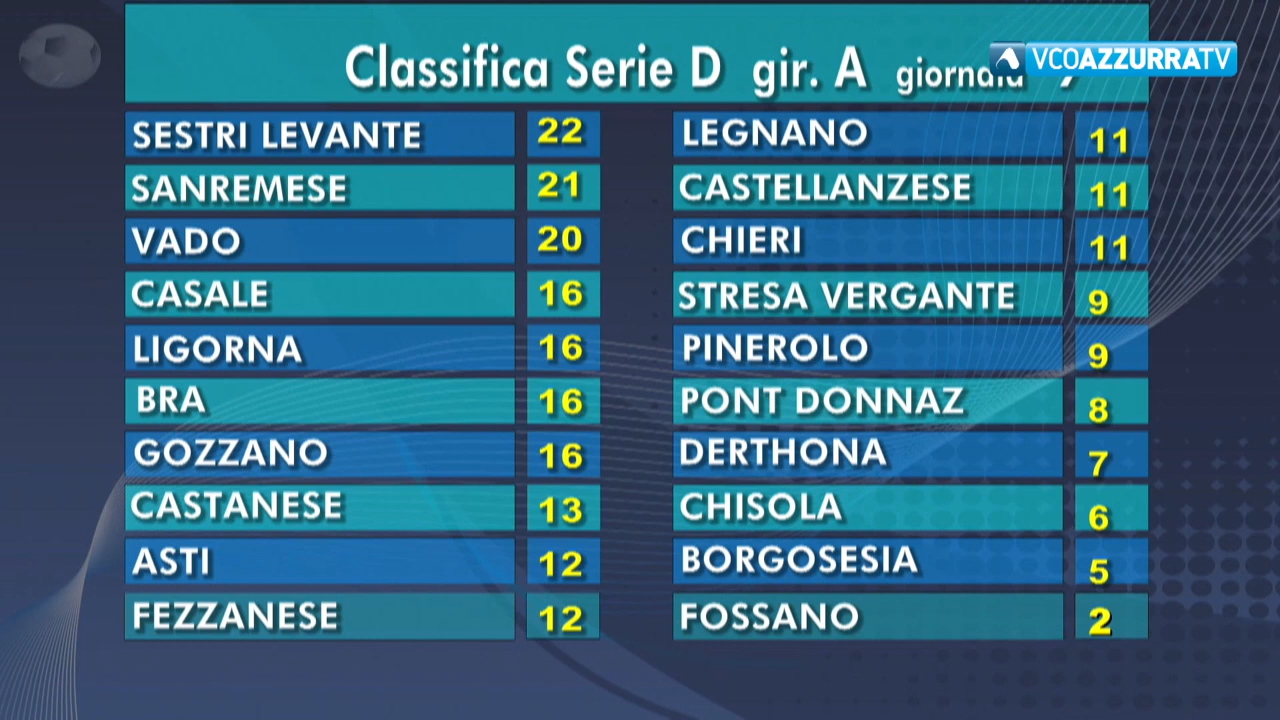 Classifica Serie D gir. A giornata
VCOAZZURRATV
SESTRI LEVANTE 22
SANREMESE 21
VADO 20
CASALE 16
LIGORNA 16
BRA 16
GOZZANO 16
CASTANESE 13
ASTI 12
FEZZANESE 12
LEGNANO 11
CASTELLANZESE 11
CHIERI 11
STRESA VERGANTE 9
PINEROLO 9
PONT DONNAZ 8
DERTHONA 7
CHISOLA 6
BORGOSESIA 5
FOSSANO 2